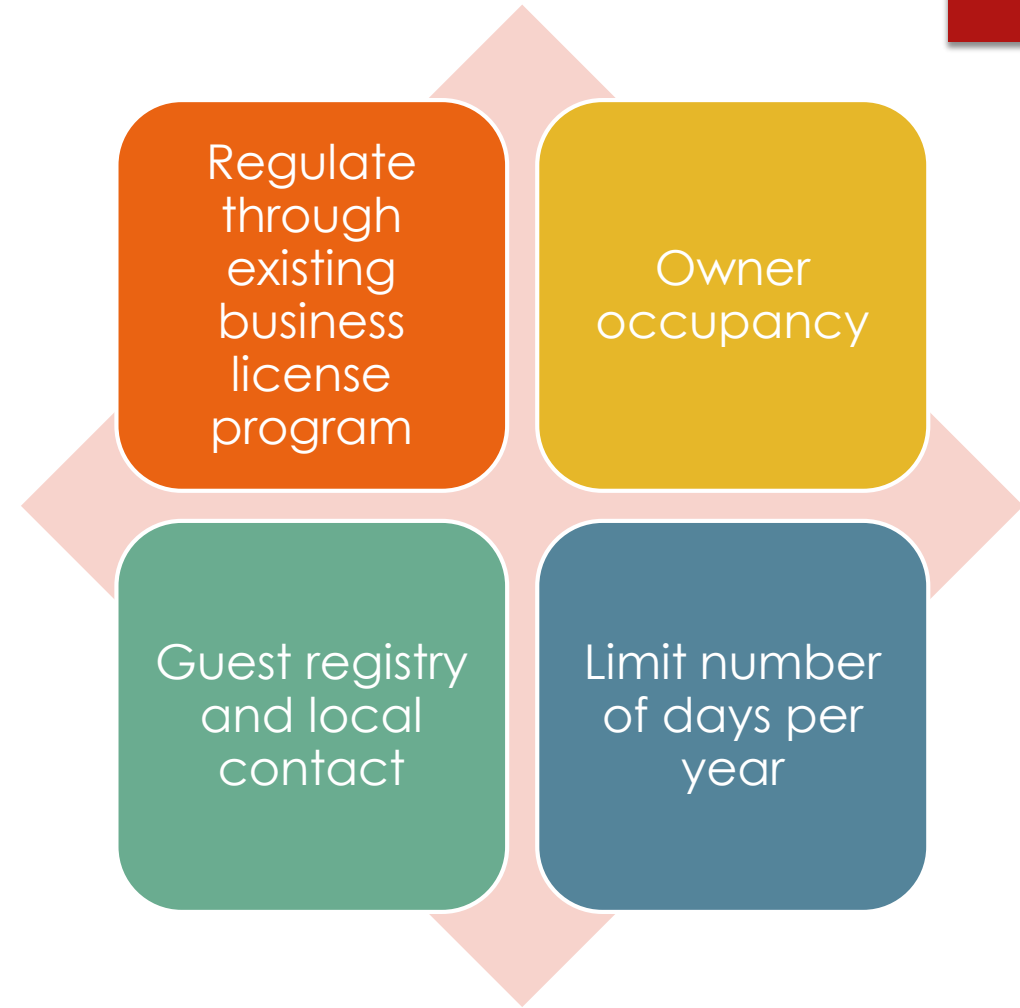 Regulate
through
existing
business
license
program
Owner
occupancy
Guest registry
and local
contact
Limit number
of days per
year